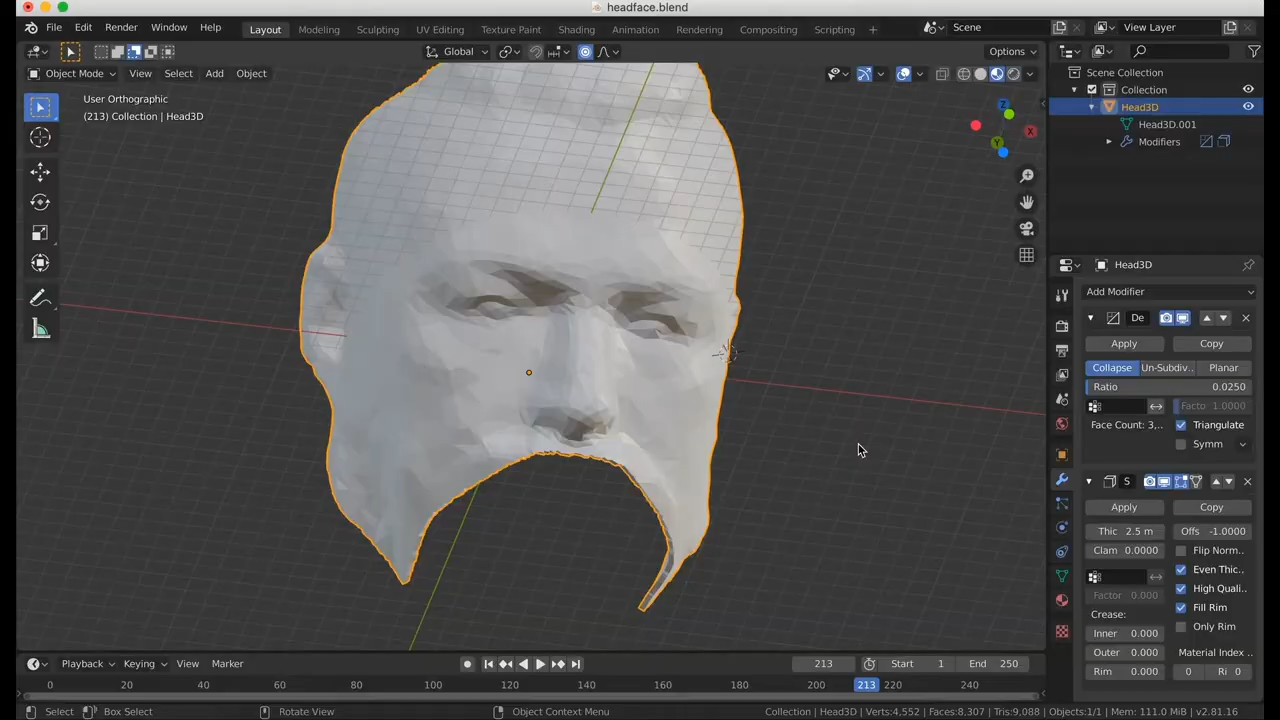 headface.blend
File Edit Render Window Help Layout Modeling Sculpting UV Editing Texture Paint Shading Animation Rendering Compositing Scripting + Scene View Layer
Global Options
Object Mode View Select Add Object
User Orthographic
(213) Collection | Head3D
Z
Y
X
Scene Collection
Collection
Head3D
Head3D.001
Modifiers
Head3D
Add Modifier
De
Apply Copy
Collapse Un-Subdiv.. Planar
Ratio 0.0250
Facto 1.0000
Face Count: 3,.. Triangulate
Symm
S
Apply Copy
Thic 2.5 m Offs -1.0000
Clam 0.0000 Flip Norm..
Even Thic..
High Quali..
Factor 0.000 Fill Rim
Crease: Only Rim
Inner 0.000
Outer 0.000 Material Index ..
Rim 0.000 0 Ri 0
Playback Keying View Marker 213 Start 1 End 250
0 20 40 60 80 100 120 140 160 180 200 213 220 240
Select Box Select Rotate View Object Context Menu Collection | Head3D | Verts:4,552 | Faces:8,307 | Tris:9,088 | Objects:1/1 | Mem: 111.0 MiB | v2.81.16